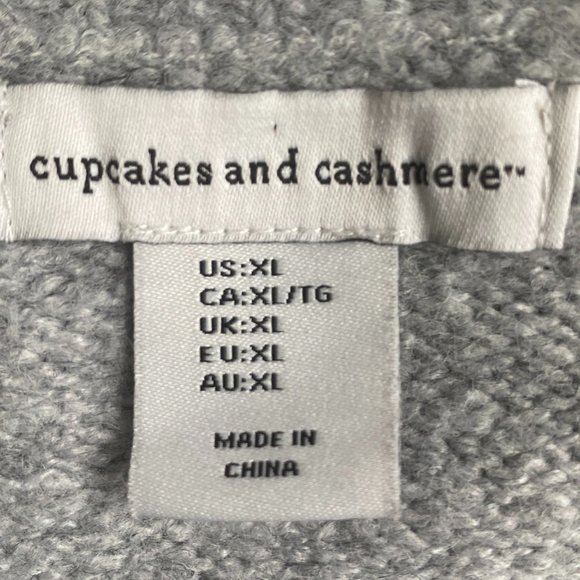 cupcakes and cashmere™
US:XL
CA:XL/TG
UK:XL
EU:XL
AU:XL
MADE IN
CHINA